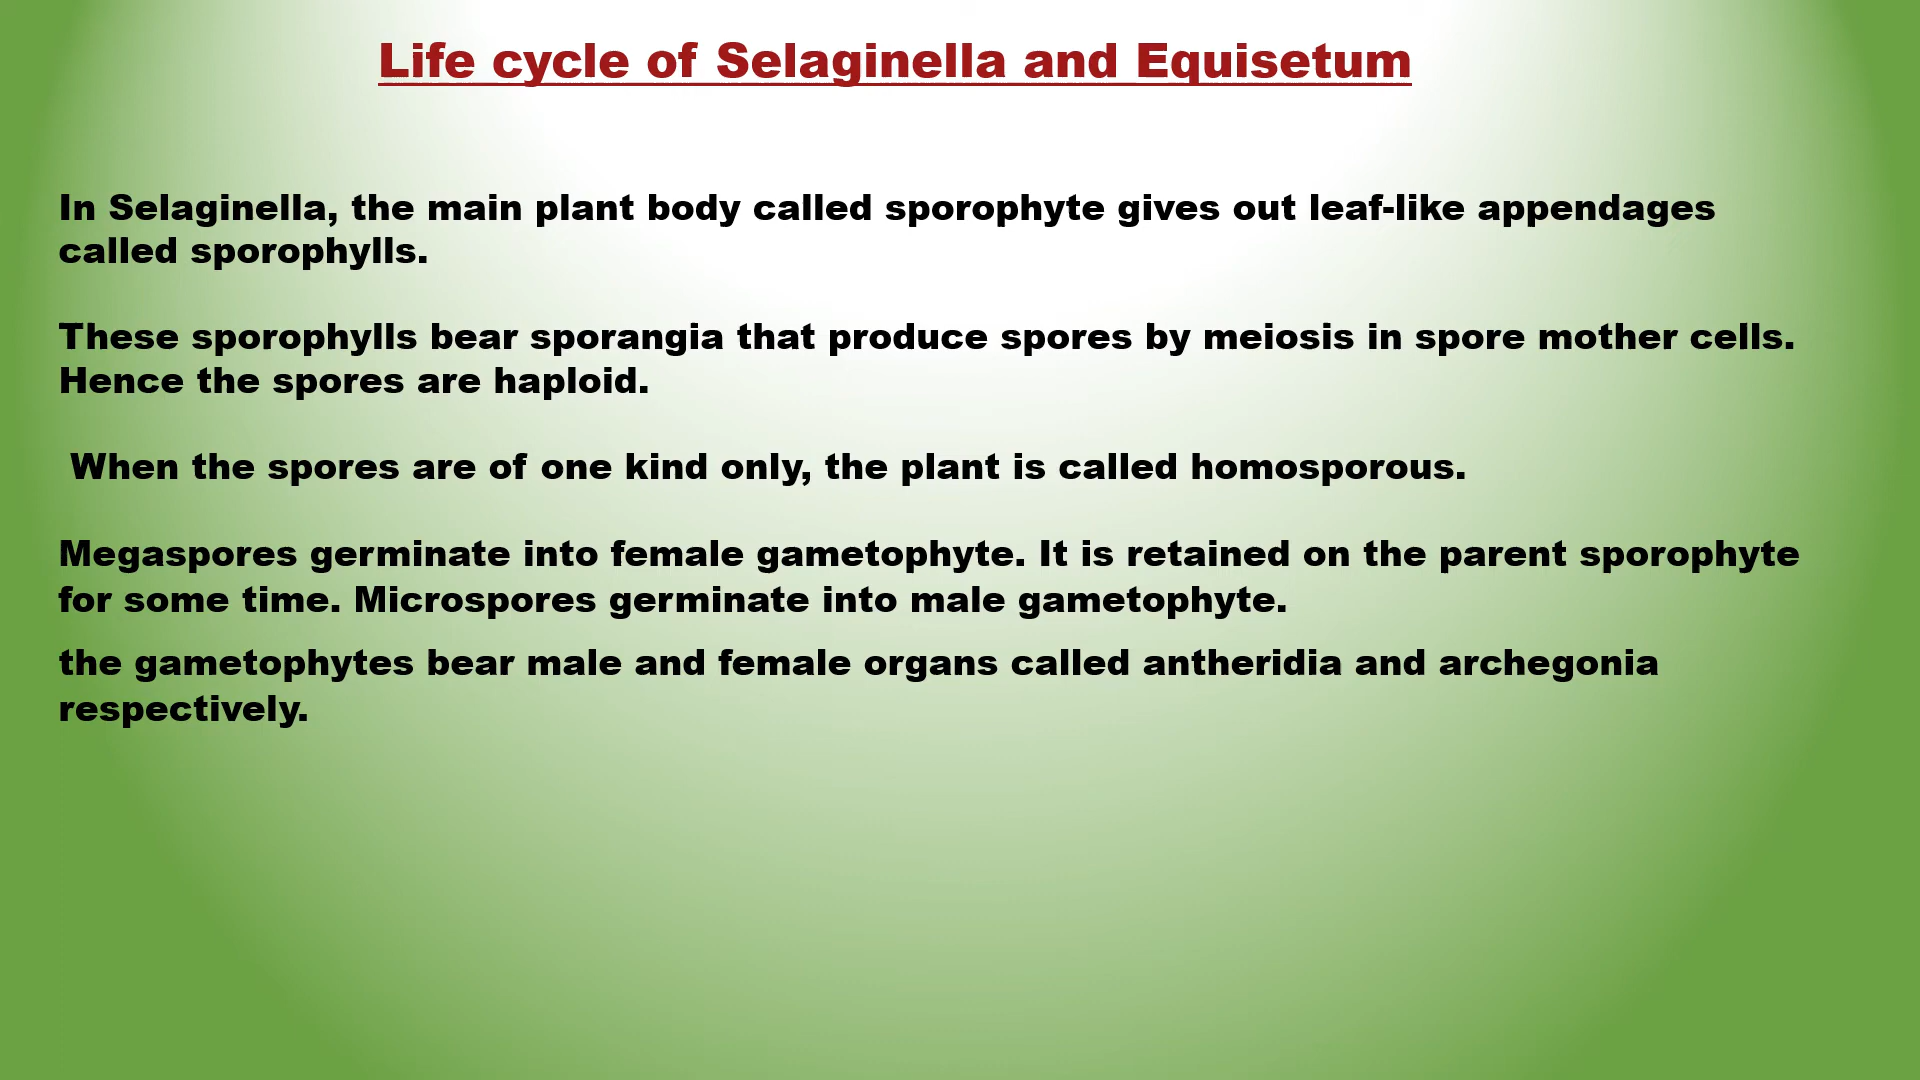 Life cycle of Selaginella and Equisetum
In Selaginella, the main plant body called sporophyte gives out leaf-like appendages
called sporophylls.
These sporophylls bear sporangia that produce spores by meiosis in spore mother cells.
Hence the spores are haploid.
When the spores are of one kind only, the plant is called homosporous.
Megaspores germinate into female gametophyte. It is retained on the parent sporophyte
for some time. Microspores germinate into male gametophyte.
the gametophytes bear male and female organs called antheridia and archegonia
respectively.